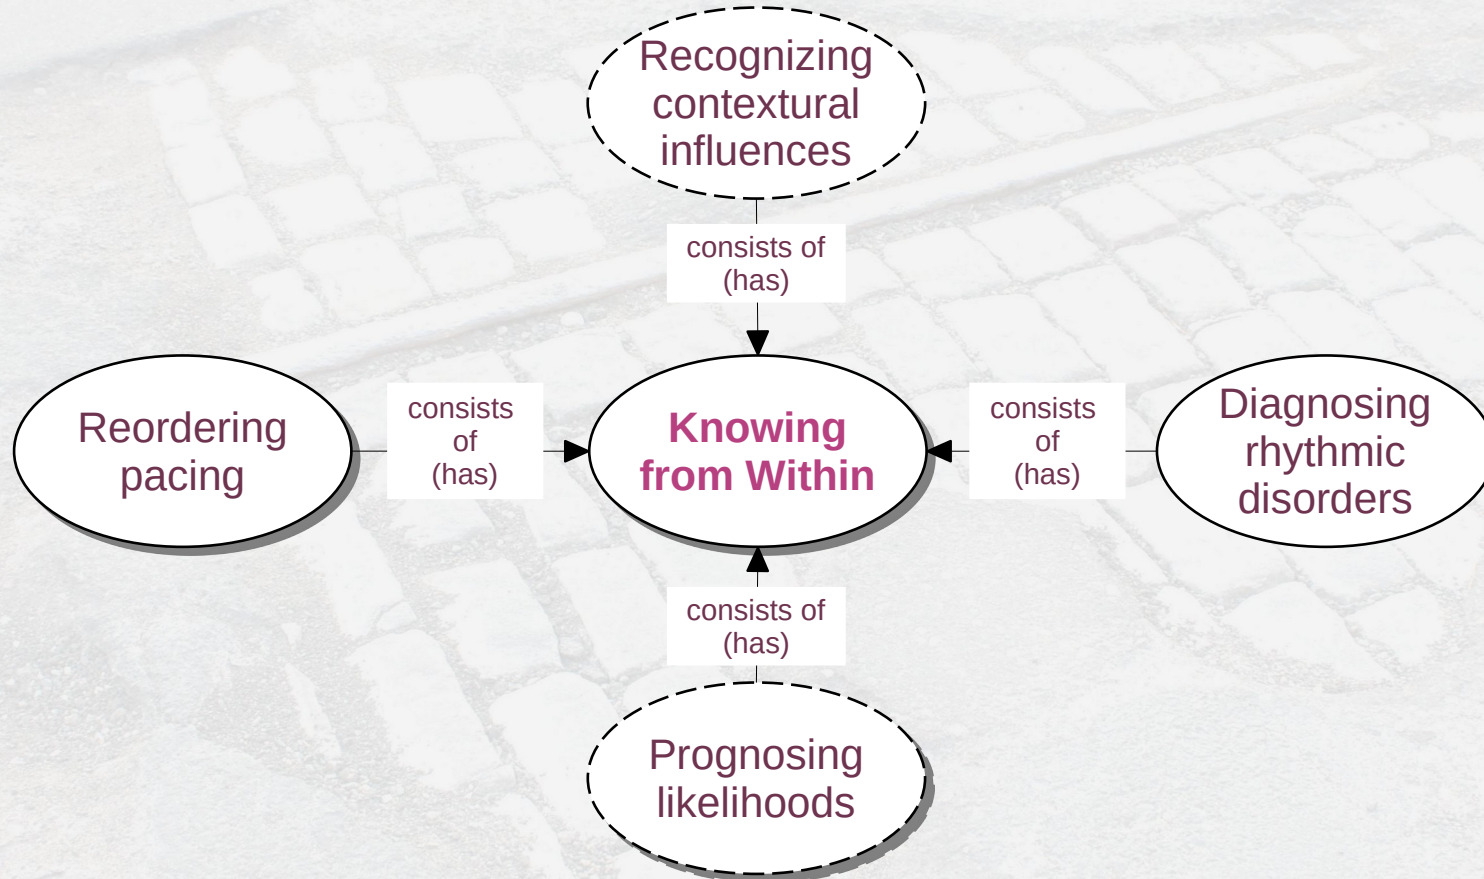 Recognizing
contextural
influences
consists of
(has)
Reordering
pacing
consists
of
(has)
Knowing
from Within
consists
of
(has)
Diagnosing
rhythmic
disorders
consists of
(has)
Prognosing
likelihoods